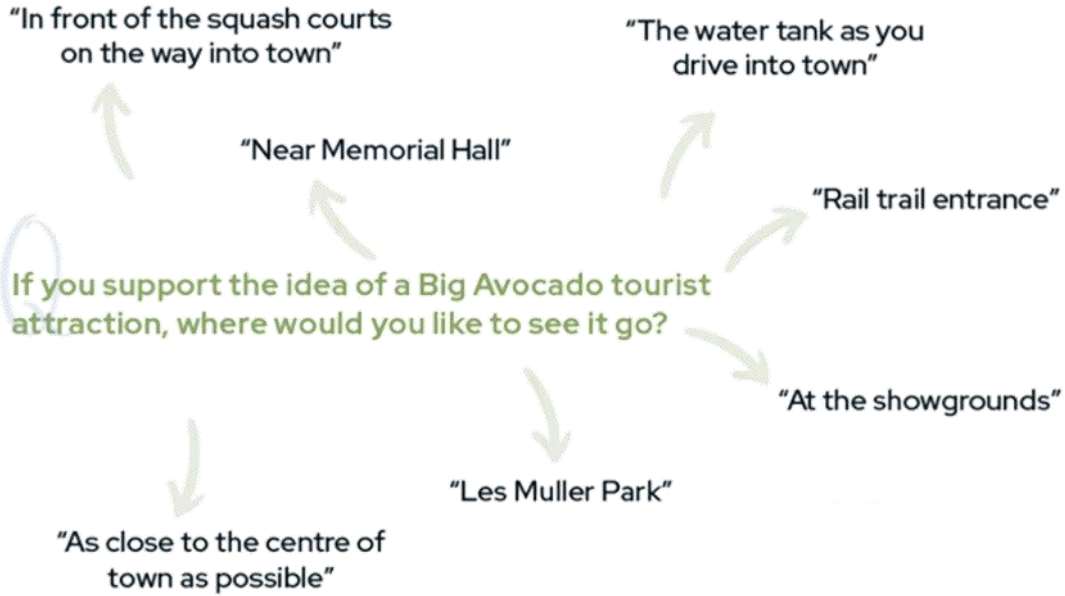 “In front of the squash courts
on the way into town”
“The water tank as you
drive into town”
“Near Memorial Hall”
“Rail trail entrance”
If you support the idea of a Big Avocado tourist
attraction, where would you like to see it go?
“At the showgrounds”
“Les Muller Park”
“As close to the centre of
town as possible”